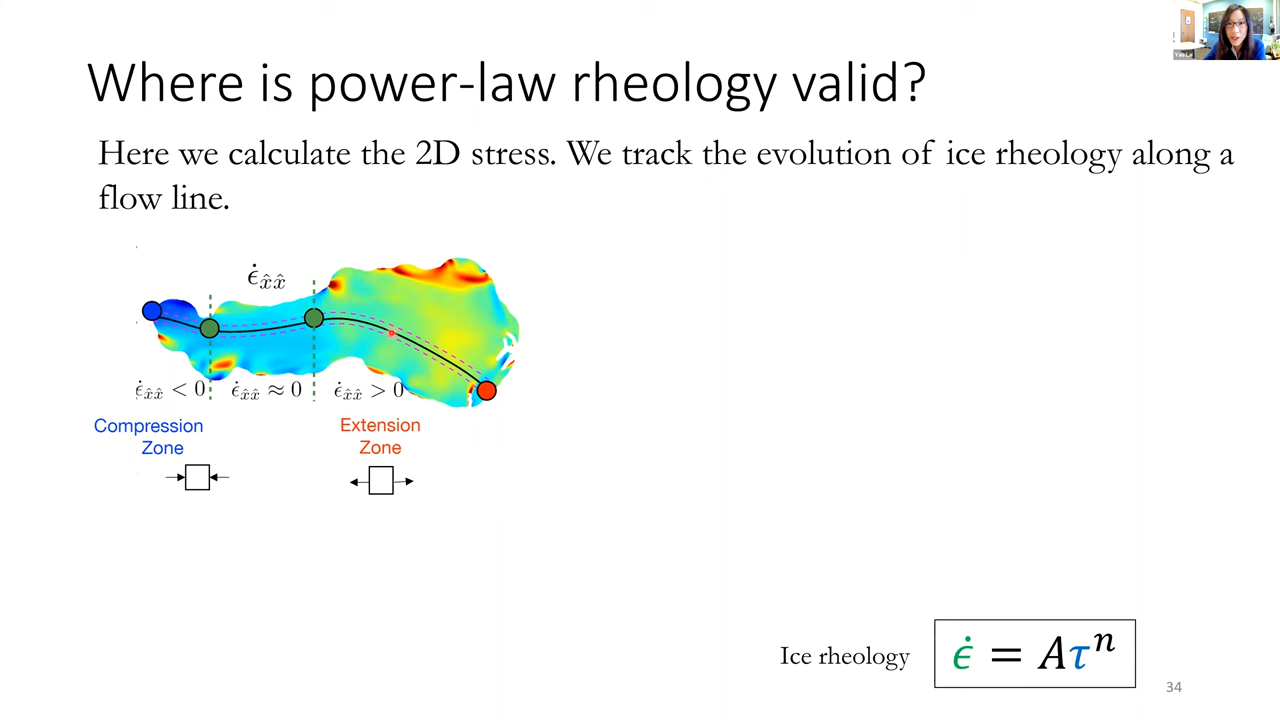 Where is power-law rheology valid?
Here we calculate the 2D stress. We track the evolution of ice rheology along a
flow line.
ϵ̇x̂x̂
ϵ̇x̂x̂ < 0 ϵ̇x̂x̂ ≈ 0 ϵ̇x̂x̂ > 0
Compression
Zone
Extension
Zone
Ice rheology ϵ̇ = Aτⁿ
34